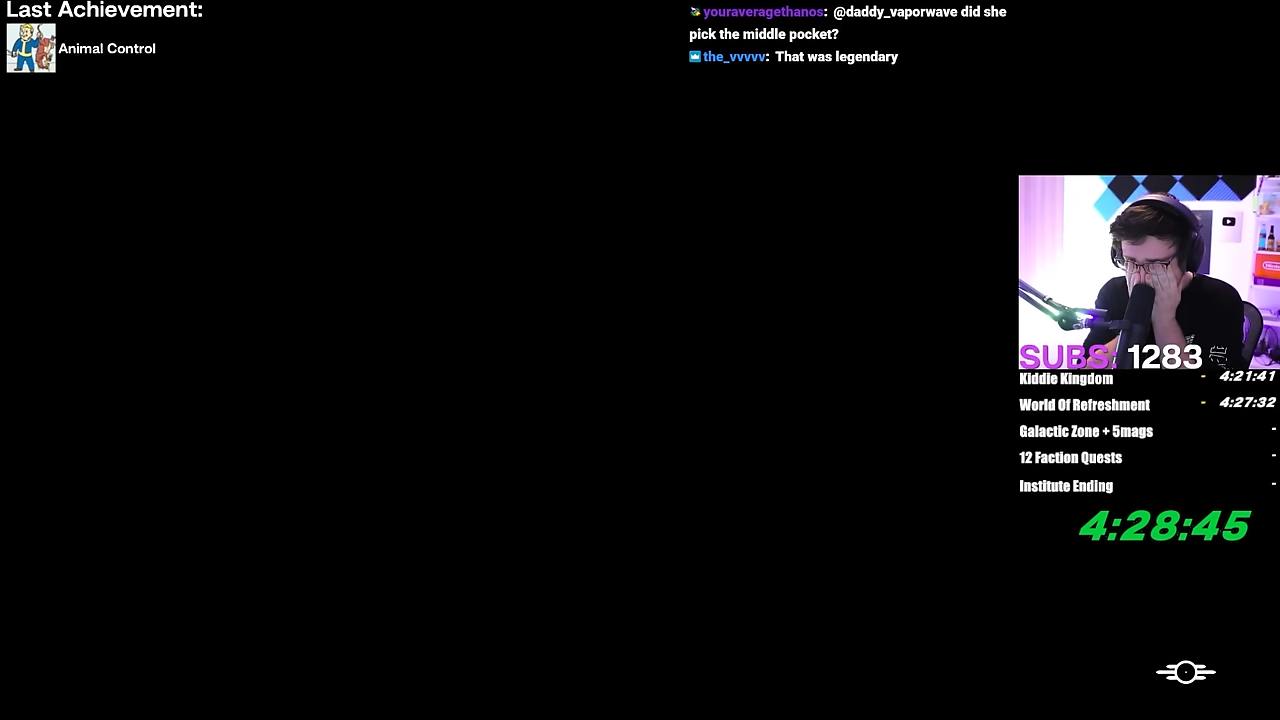 Last Achievement:
Animal Control
youraveragethanos: @daddy_vaporwave did she
pick the middle pocket?
the_vvvvv: That was legendary
SUBS: 1283
Kiddie Kingdom - 4:21:41
World Of Refreshment - 4:27:32
Galactic Zone + 5mags -
12 Faction Quests -
Institute Ending -
4:28:45